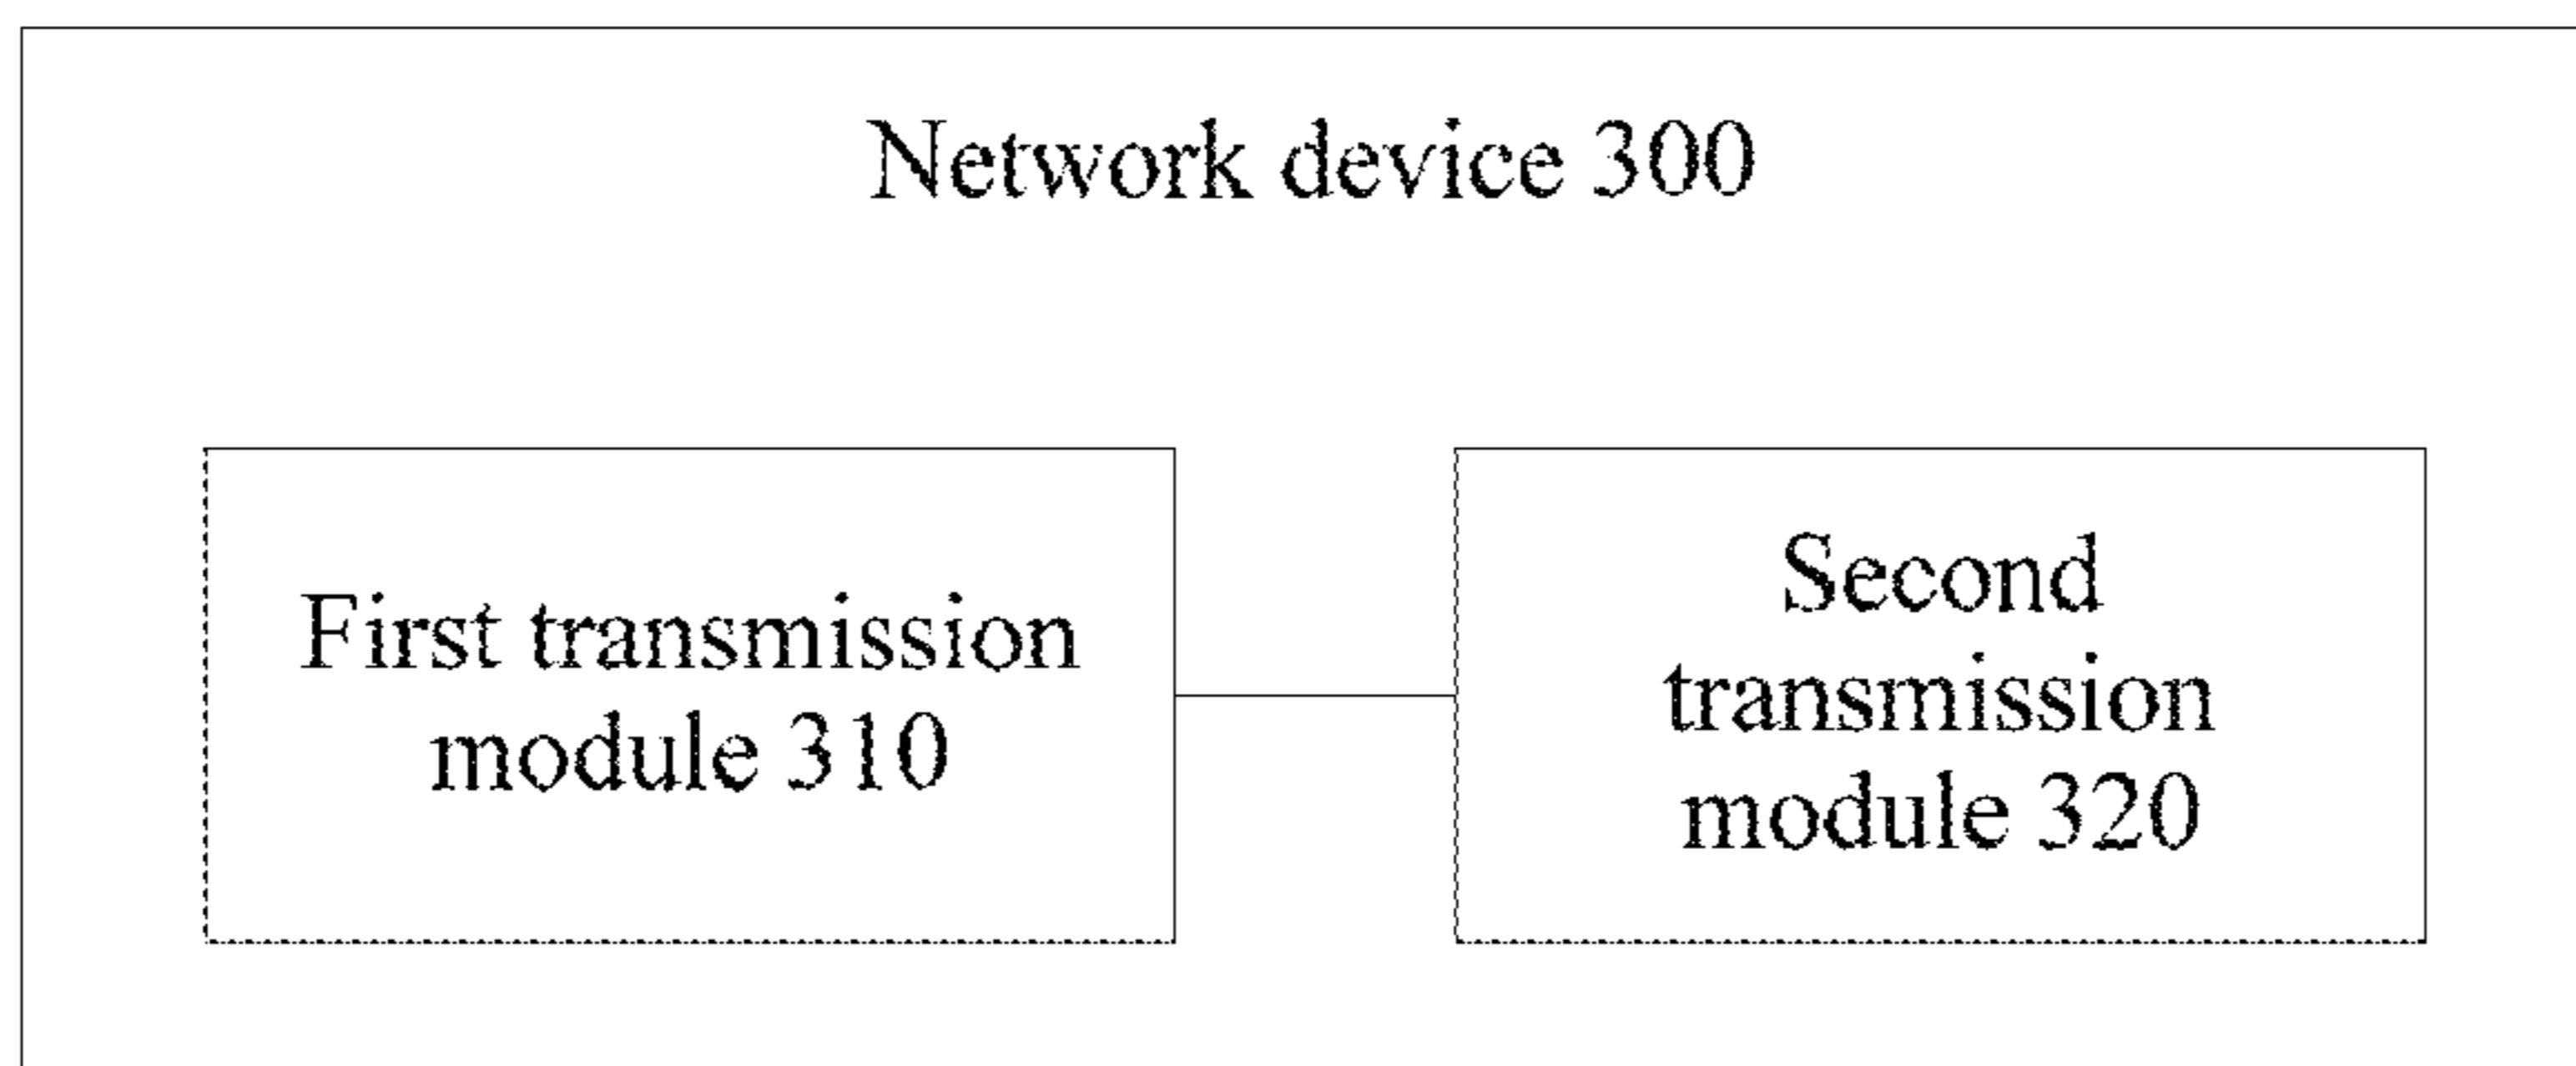 Network device 300
First transmission
module 310
Second
transmission
module 320